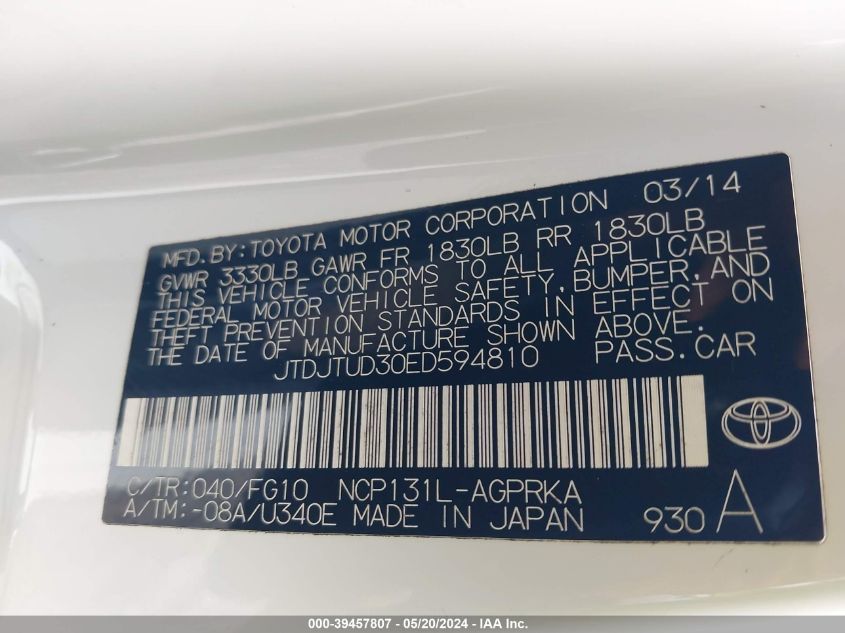 MFD. BY: TOYOTA MOTOR CORPORATION 03/14
GVWR 3330LB GAWR FR 1830LB RR 1830LB
THIS VEHICLE CONFORMS TO ALL APPLICABLE
FEDERAL MOTOR VEHICLE SAFETY, BUMPER, AND
THEFT PREVENTION STANDARDS IN EFFECT ON
THE DATE OF MANUFACTURE SHOWN ABOVE.
JTDJTUD30ED594810 PASS. CAR
C/TR: 040/FG10 NCP131L-AGPRKA
A/TM: -08A/U340E MADE IN JAPAN 930 A
000-39457807 - 05/20/2024 - IAA Inc.